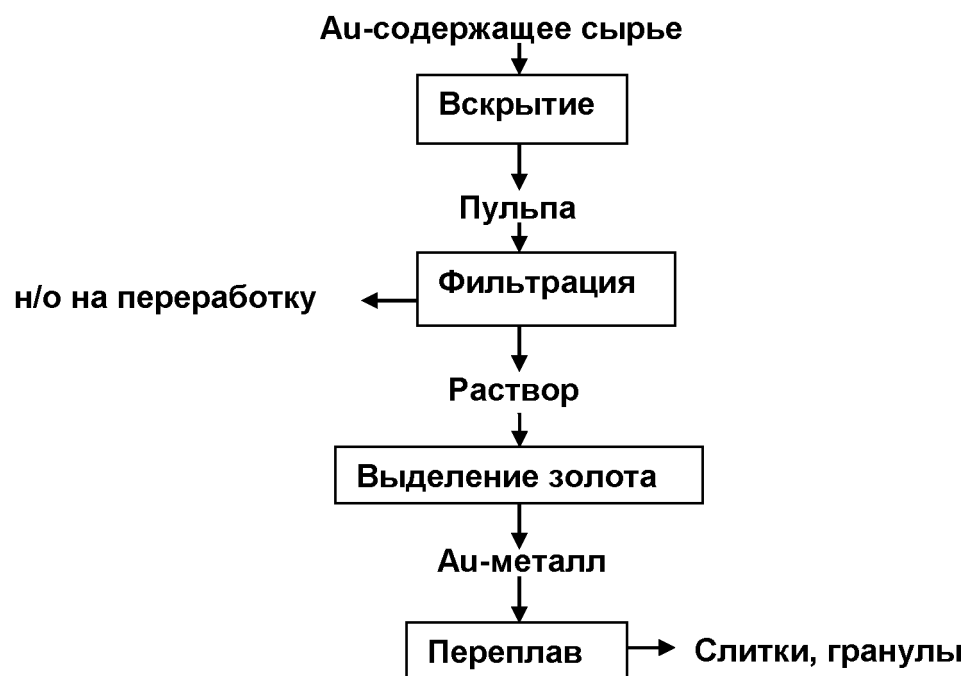 Au-содержащее сырье
Вскрытие
Пульпа
Фильтрация
н/о на переработку
Раствор
Выделение золота
Au-металл
Переплав
Слитки, гранулы